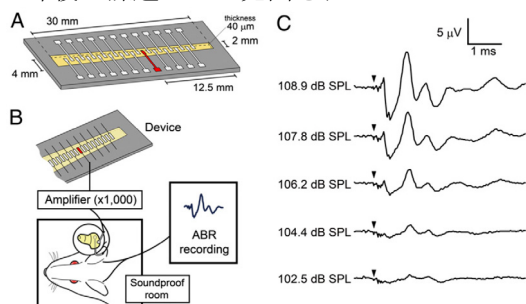 A
30 mm
thickness
40 μm
2 mm
4 mm
12.5 mm
B
Device
Amplifier (x1,000)
ABR
recording
Soundproof
room
C
5 μV
1 ms
108.9 dB SPL
107.8 dB SPL
106.2 dB SPL
104.4 dB SPL
102.5 dB SPL